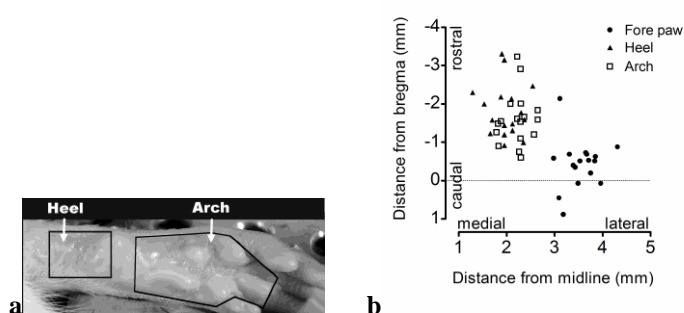 Heel Arch
a
b
Distance from bregma (mm)
-4
-3
-2
-1
0
1
rostral
caudal
Fore paw
Heel
Arch
medial lateral
1 2 3 4 5
Distance from midline (mm)